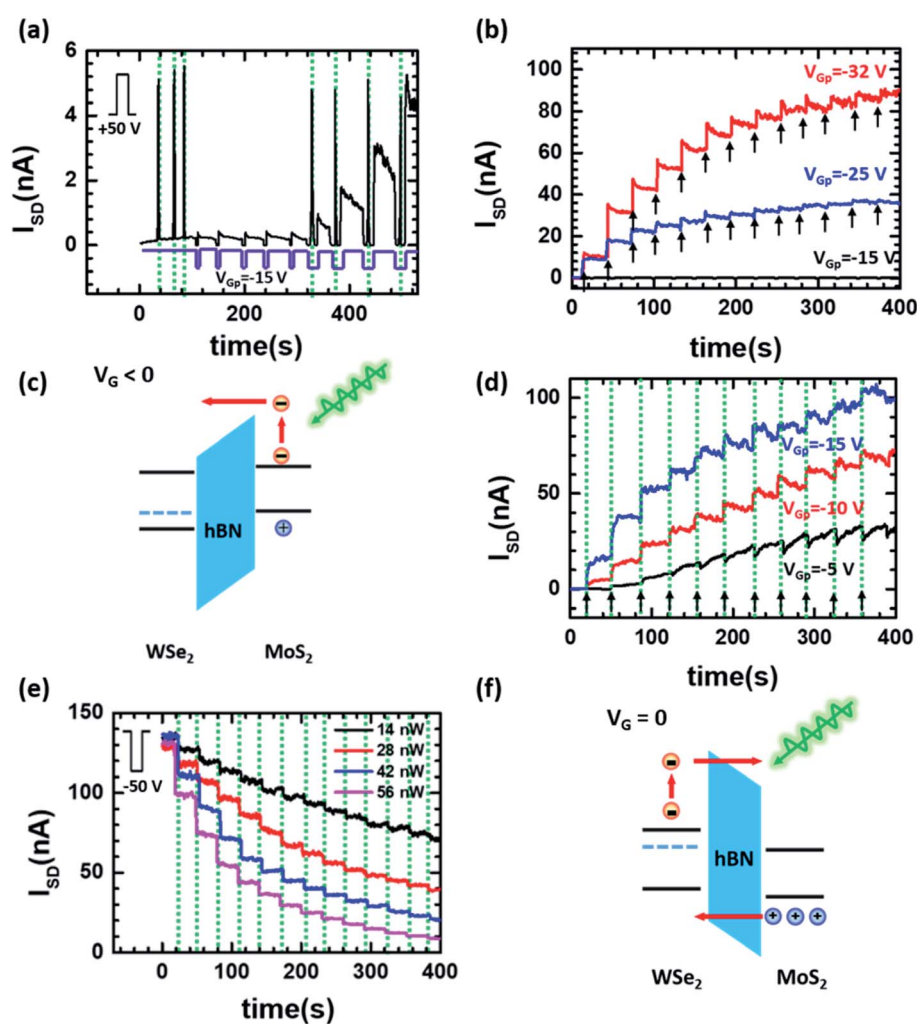 (a)
6
4
2
0
I_SD(nA)
+50 V
V_Gp=-15 V
0
200
400
time(s)
(b)
100
80
60
40
20
0
I_SD(nA)
V_Gp=-32 V
V_Gp=-25 V
V_Gp=-15 V
0
100
200
300
400
time(s)
(c)
V_G < 0
hBN
+
WSe₂
MoS₂
(d)
100
50
0
I_SD(nA)
V_Gp=-15 V
V_Gp=-10 V
V_Gp=-5 V
0
100
200
300
400
time(s)
(e)
150
100
50
0
I_SD(nA)
-50 V
14 nW
28 nW
42 nW
56 nW
0
100
200
300
400
time(s)
(f)
V_G = 0
hBN
+ + +
WSe₂
MoS₂